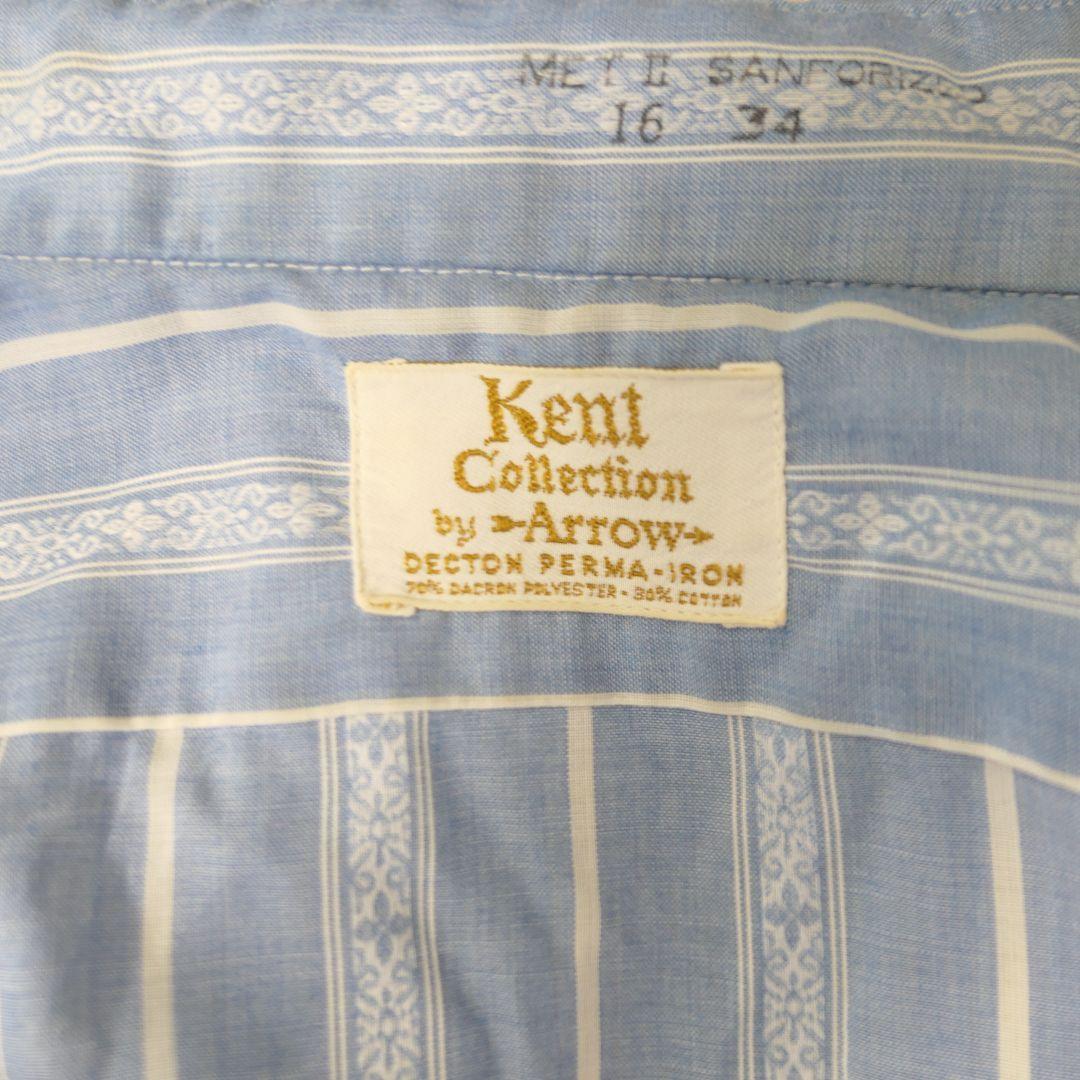 MET II SANFORIZED
16 34
Kent
Collection
by Arrow
DECTON PERMA-IRON
70% DACRON POLYESTER · 30% COTTON